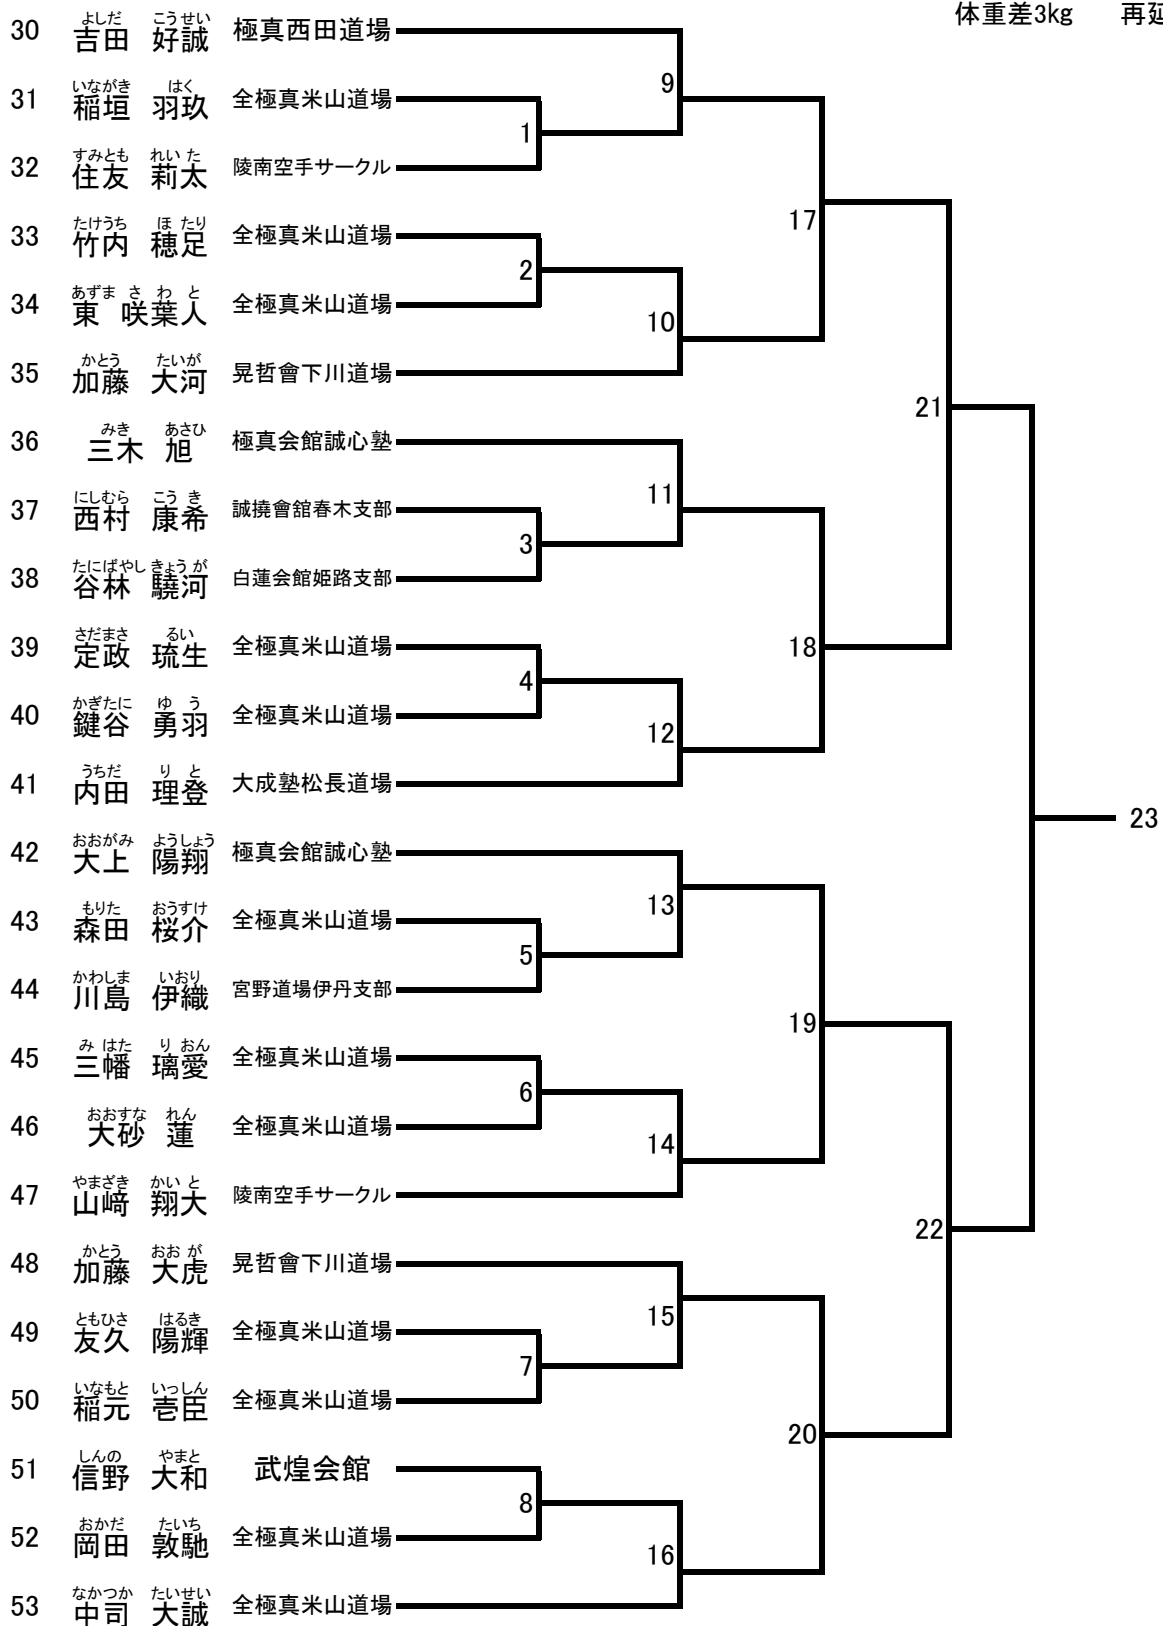 体重差3kg 再延
よしだ こうせい
30 吉田 好誠 極真西田道場
9
いながき はく
31 稲垣 羽玖 全極真米山道場
1
すみとも れいた
32 住友 莉太 陵南空手サークル
17
たけうち ほたり
33 竹内 穂足 全極真米山道場
2
あずま さわと
34 東 咲葉人 全極真米山道場
10
かとう たいが
35 加藤 大河 晃哲會下川道場
21
みき あさひ
36 三木 旭 極真会館誠心塾
11
にしむら こうき
37 西村 康希 誠撓會舘春木支部
3
たにばやし きょうが
38 谷林 驍河 白蓮会館姫路支部
18
さだまさ るい
39 定政 琉生 全極真米山道場
4
かぎたに ゆう
40 鍵谷 勇羽 全極真米山道場
12
うちだ りと
41 内田 理登 大成塾松長道場
23
おおがみ ようしょう
42 大上 陽翔 極真会館誠心塾
13
もりた おうすけ
43 森田 桜介 全極真米山道場
5
かわしま いおり
44 川島 伊織 宮野道場伊丹支部
19
みはた りおん
45 三幡 璃愛 全極真米山道場
6
おおすな れん
46 大砂 蓮 全極真米山道場
14
やまざき かいと
47 山﨑 翔大 陵南空手サークル
22
かとう おおが
48 加藤 大虎 晃哲會下川道場
15
ともひさ はるき
49 友久 陽輝 全極真米山道場
7
いなもと いっしん
50 稲元 壱臣 全極真米山道場
20
しんの やまと
51 信野 大和 武煌会館
8
おかだ たいち
52 岡田 敦馳 全極真米山道場
16
なかつか たいせい
53 中司 大誠 全極真米山道場